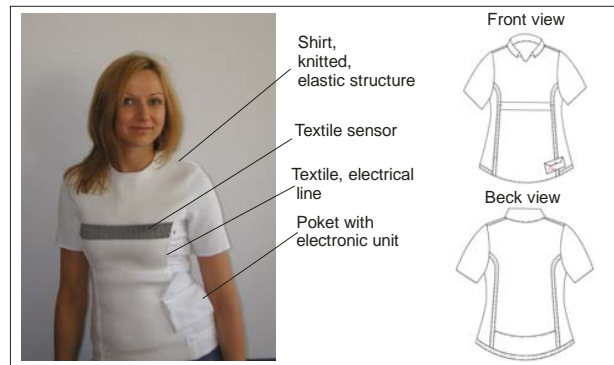 Shirt,
knitted,
elastic structure
Textile sensor
Textile, electrical
line
Poket with
electronic unit
Front view
Beck view